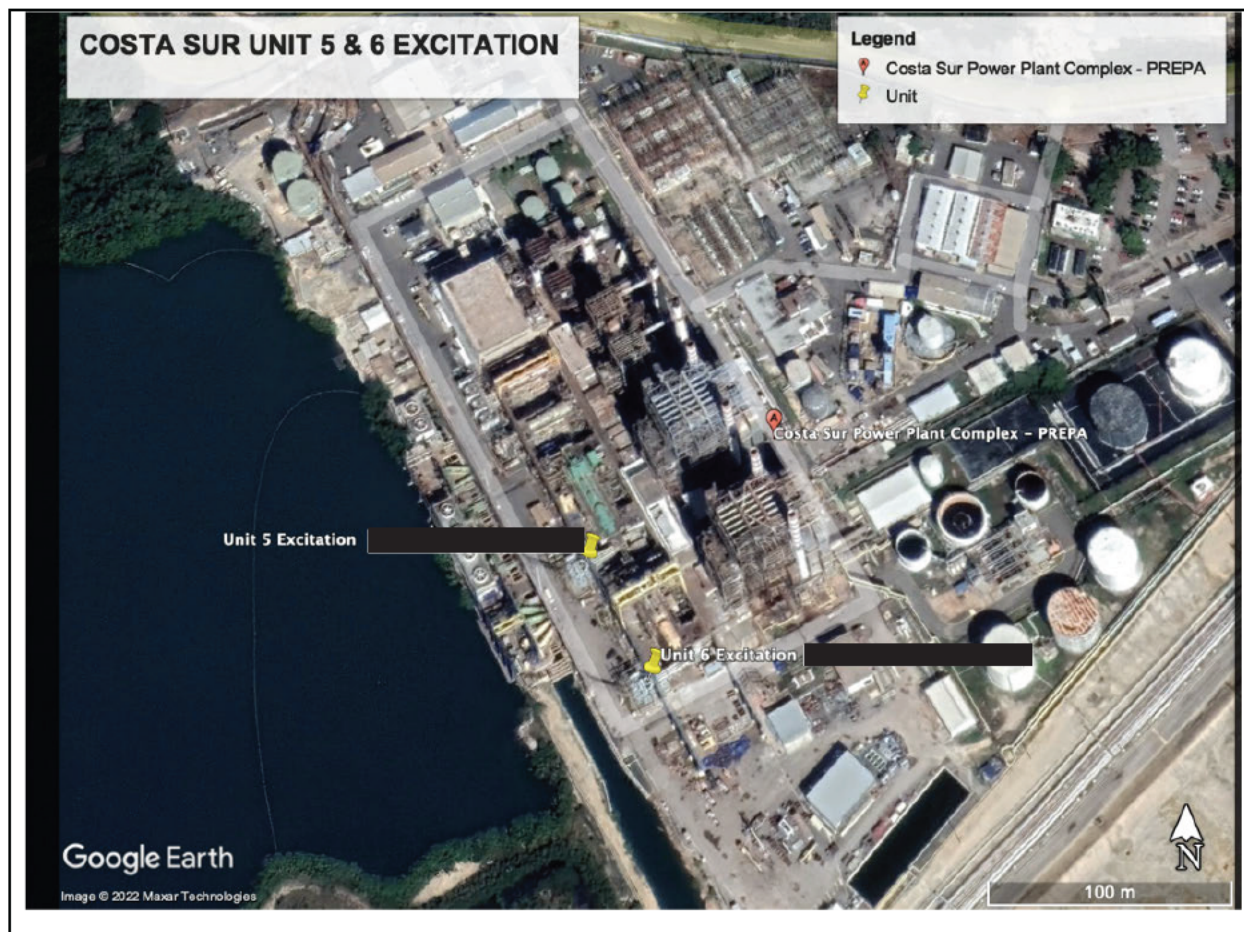 COSTA SUR UNIT 5 & 6 EXCITATION
Legend
A Costa Sur Power Plant Complex - PREPA
Unit
A
Costa Sur Power Plant Complex - PREPA
Unit 5 Excitation
Unit 6 Excitation
N
Google Earth
Image © 2022 Maxar Technologies
100 m